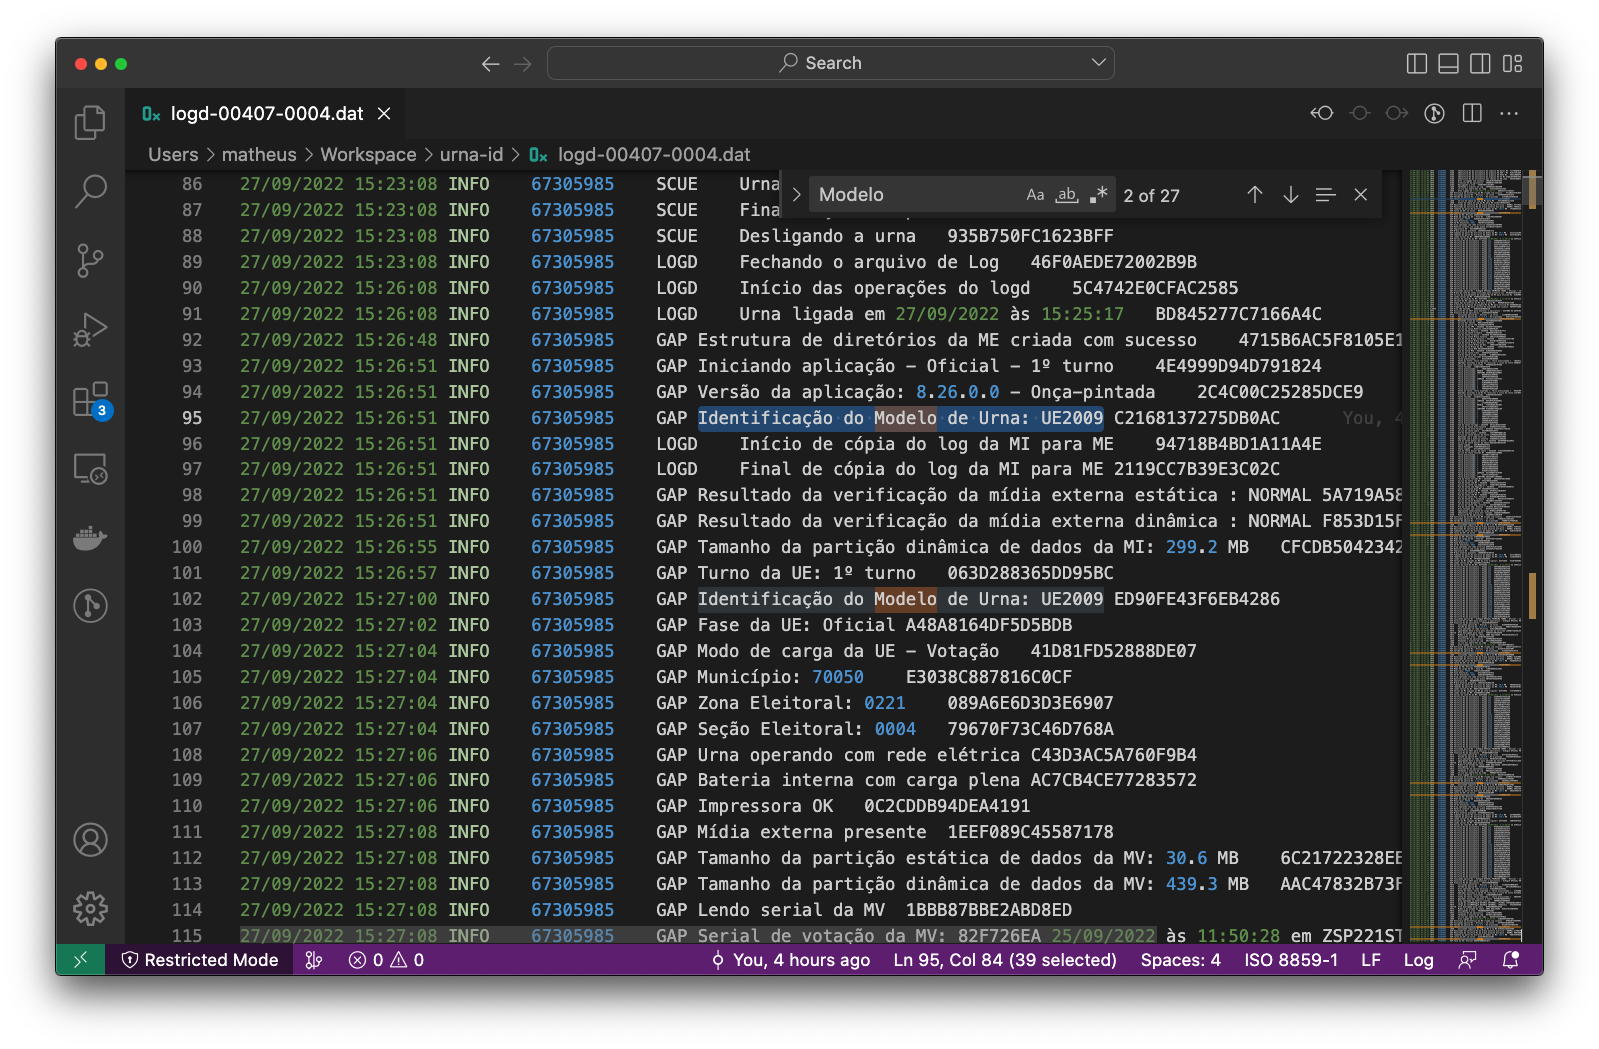 Search
logd-00407-0004.dat
Users > matheus > Workspace > urna-id > logd-00407-0004.dat
Modelo Aa ab .* 2 of 27
86 27/09/2022 15:23:08 INFO 67305985 SCUE Urna
87 27/09/2022 15:23:08 INFO 67305985 SCUE Fina
88 27/09/2022 15:23:08 INFO 67305985 SCUE Desligando a urna 935B750FC1623BFF
89 27/09/2022 15:23:08 INFO 67305985 LOGD Fechando o arquivo de Log 46F0AEDE72002B9B
90 27/09/2022 15:26:08 INFO 67305985 LOGD Início das operações do logd 5C4742E0CFAC2585
91 27/09/2022 15:26:08 INFO 67305985 LOGD Urna ligada em 27/09/2022 às 15:25:17 BD845277C7166A4C
92 27/09/2022 15:26:48 INFO 67305985 GAP Estrutura de diretórios da ME criada com sucesso 4715B6AC5F8105E1
93 27/09/2022 15:26:51 INFO 67305985 GAP Iniciando aplicação - Oficial - 1º turno 4E4999D94D791824
94 27/09/2022 15:26:51 INFO 67305985 GAP Versão da aplicação: 8.26.0.0 - Onça-pintada 2C4C00C25285DCE9
95 27/09/2022 15:26:51 INFO 67305985 GAP Identificação do Modelo de Urna: UE2009 C2168137275DB0AC You, 4
96 27/09/2022 15:26:51 INFO 67305985 LOGD Início de cópia do log da MI para ME 94718B4BD1A11A4E
97 27/09/2022 15:26:51 INFO 67305985 LOGD Final de cópia do log da MI para ME 2119CC7B39E3C02C
98 27/09/2022 15:26:51 INFO 67305985 GAP Resultado da verificação da mídia externa estática : NORMAL 5A719A58
99 27/09/2022 15:26:51 INFO 67305985 GAP Resultado da verificação da mídia externa dinâmica : NORMAL F853D15F
100 27/09/2022 15:26:55 INFO 67305985 GAP Tamanho da partição dinâmica de dados da MI: 299.2 MB CFCDB5042342
101 27/09/2022 15:26:57 INFO 67305985 GAP Turno da UE: 1º turno 063D288365DD95BC
102 27/09/2022 15:27:00 INFO 67305985 GAP Identificação do Modelo de Urna: UE2009 ED90FE43F6EB4286
103 27/09/2022 15:27:02 INFO 67305985 GAP Fase da UE: Oficial A48A8164DF5D5BDB
104 27/09/2022 15:27:04 INFO 67305985 GAP Modo de carga da UE - Votação 41D81FD52888DE07
105 27/09/2022 15:27:04 INFO 67305985 GAP Município: 70050 E3038C887816C0CF
106 27/09/2022 15:27:04 INFO 67305985 GAP Zona Eleitoral: 0221 089A6E6D3D3E6907
107 27/09/2022 15:27:04 INFO 67305985 GAP Seção Eleitoral: 0004 79670F73C46D768A
108 27/09/2022 15:27:06 INFO 67305985 GAP Urna operando com rede elétrica C43D3AC5A760F9B4
109 27/09/2022 15:27:06 INFO 67305985 GAP Bateria interna com carga plena AC7CB4CE77283572
110 27/09/2022 15:27:06 INFO 67305985 GAP Impressora OK 0C2CDDB94DEA4191
111 27/09/2022 15:27:08 INFO 67305985 GAP Mídia externa presente 1EEF089C45587178
112 27/09/2022 15:27:08 INFO 67305985 GAP Tamanho da partição estática de dados da MV: 30.6 MB 6C21722328EE
113 27/09/2022 15:27:08 INFO 67305985 GAP Tamanho da partição dinâmica de dados da MV: 439.3 MB AAC47832B73F
114 27/09/2022 15:27:08 INFO 67305985 GAP Lendo serial da MV 1BBB87BBE2ABD8ED
115 27/09/2022 15:27:08 INFO 67305985 GAP Serial de votação da MV: 82F726EA 25/09/2022 às 11:50:28 em ZSP221ST
3
Restricted Mode 0 0 You, 4 hours ago Ln 95, Col 84 (39 selected) Spaces: 4 ISO 8859-1 LF Log